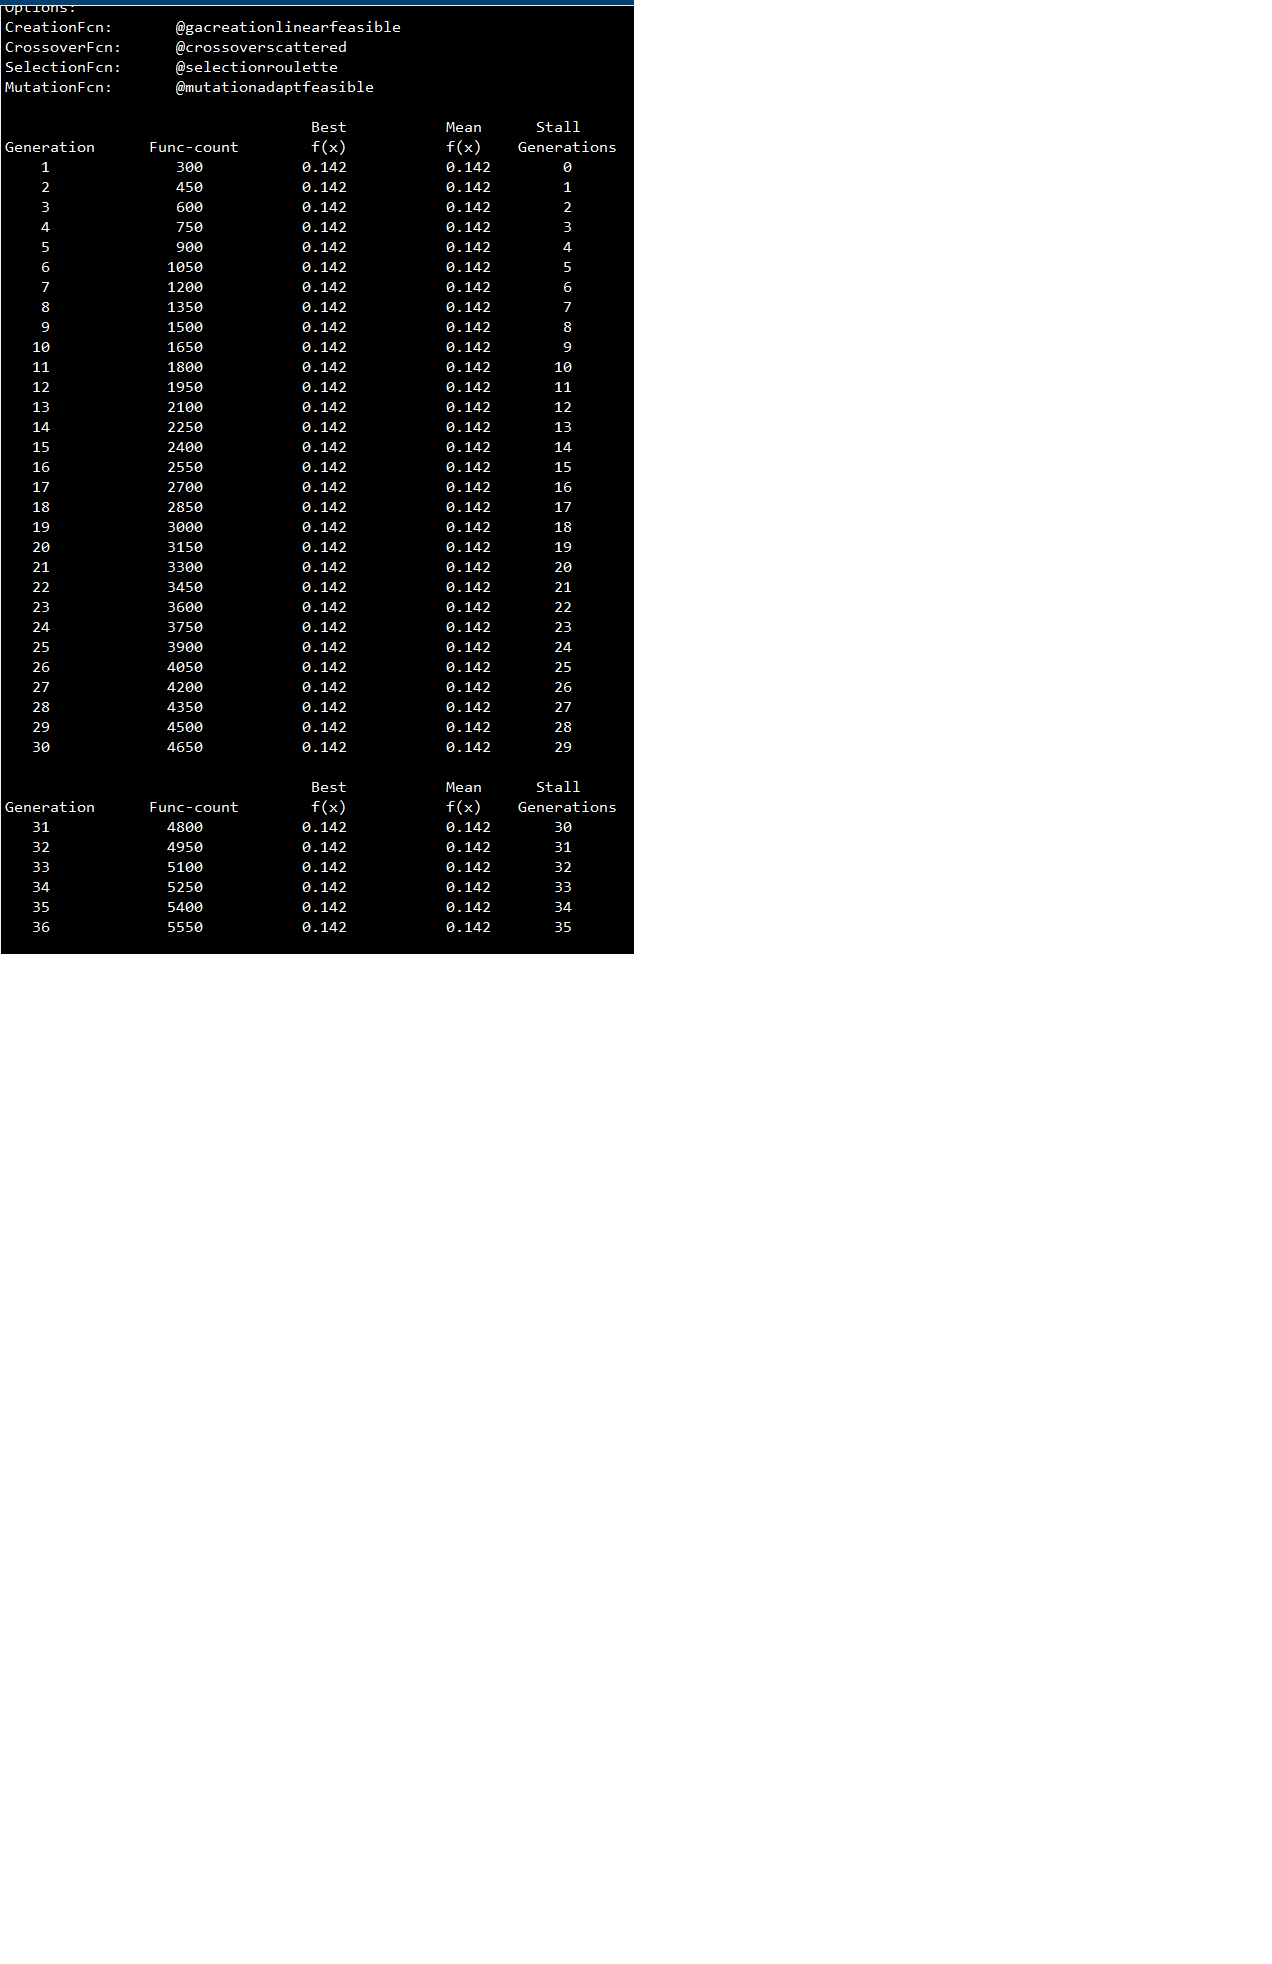 Options:
CreationFcn: @gacreationlinearfeasible
CrossoverFcn: @crossoverscattered
SelectionFcn: @selectionroulette
MutationFcn: @mutationadaptfeasible
Best Mean Stall
Generation Func-count f(x) f(x) Generations
1 300 0.142 0.142 0
2 450 0.142 0.142 1
3 600 0.142 0.142 2
4 750 0.142 0.142 3
5 900 0.142 0.142 4
6 1050 0.142 0.142 5
7 1200 0.142 0.142 6
8 1350 0.142 0.142 7
9 1500 0.142 0.142 8
10 1650 0.142 0.142 9
11 1800 0.142 0.142 10
12 1950 0.142 0.142 11
13 2100 0.142 0.142 12
14 2250 0.142 0.142 13
15 2400 0.142 0.142 14
16 2550 0.142 0.142 15
17 2700 0.142 0.142 16
18 2850 0.142 0.142 17
19 3000 0.142 0.142 18
20 3150 0.142 0.142 19
21 3300 0.142 0.142 20
22 3450 0.142 0.142 21
23 3600 0.142 0.142 22
24 3750 0.142 0.142 23
25 3900 0.142 0.142 24
26 4050 0.142 0.142 25
27 4200 0.142 0.142 26
28 4350 0.142 0.142 27
29 4500 0.142 0.142 28
30 4650 0.142 0.142 29
Best Mean Stall
Generation Func-count f(x) f(x) Generations
31 4800 0.142 0.142 30
32 4950 0.142 0.142 31
33 5100 0.142 0.142 32
34 5250 0.142 0.142 33
35 5400 0.142 0.142 34
36 5550 0.142 0.142 35